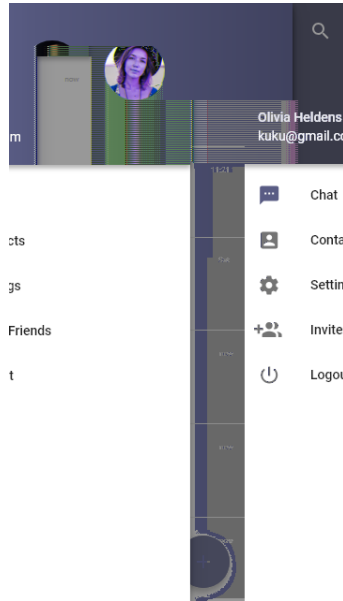 Olivia Heldens
m
kuku@gmail.co
Chat
cts
Conta
gs
Settin
Friends
Invite
t
Logou